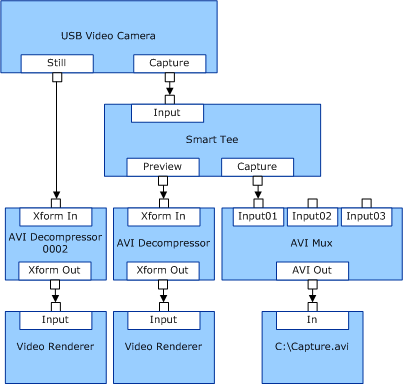 USB Video Camera
Still
Capture
Input
Smart Tee
Preview
Capture
Xform In
Xform In
Input01
Input02
Input03
AVI Decompressor
0002
AVI Decompressor
AVI Mux
Xform Out
Xform Out
AVI Out
Input
Input
In
Video Renderer
Video Renderer
C:\Capture.avi